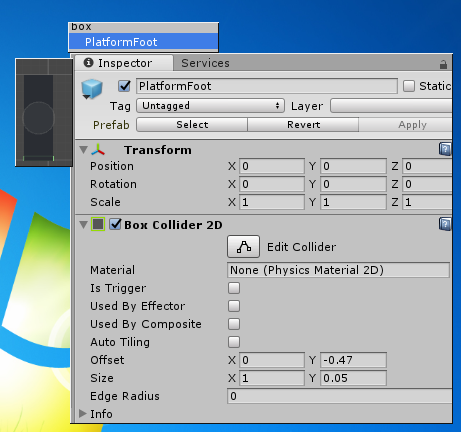 box
PlatformFoot
Inspector
Services
PlatformFoot
Static
Tag Untagged Layer
Prefab Select Revert Apply
Transform
Position X 0 Y 0 Z 0
Rotation X 0 Y 0 Z 0
Scale X 1 Y 1 Z 1
Box Collider 2D
Edit Collider
Material None (Physics Material 2D)
Is Trigger
Used By Effector
Used By Composite
Auto Tiling
Offset X 0 Y -0.47
Size X 1 Y 0.05
Edge Radius 0
Info